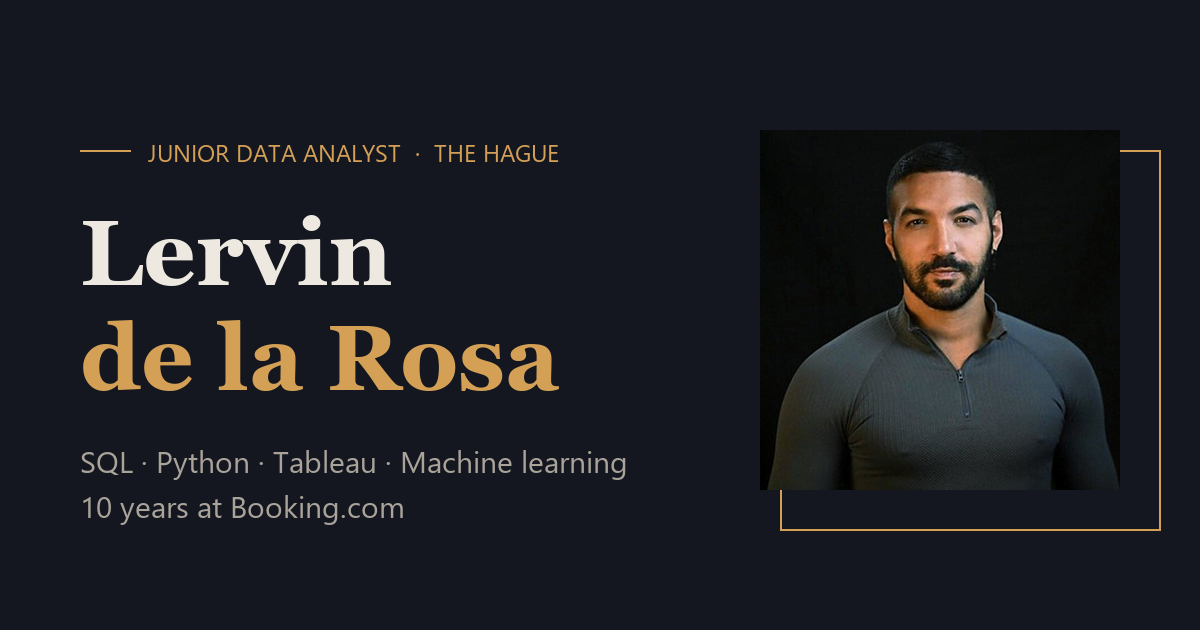 JUNIOR DATA ANALYST · THE HAGUE
Lervin
de la Rosa
SQL · Python · Tableau · Machine learning
10 years at Booking.com